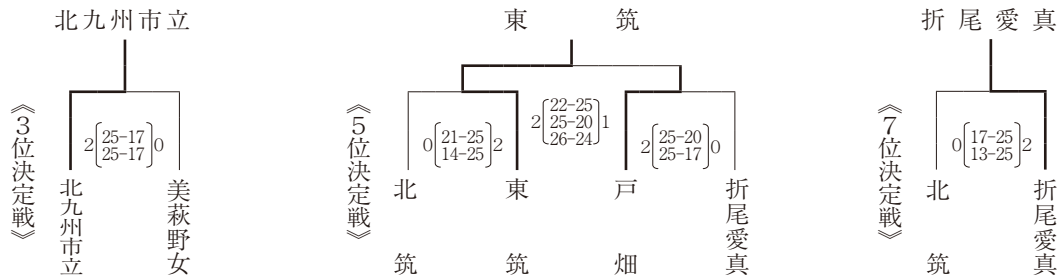 北九州市立
《3位決定戦》
2 25-17 0
25-17
北九州市立
美萩野女
東筑
《5位決定戦》
0 21-25 2
14-25
22-25
2 25-20 1
26-24
2 25-20 0
25-17
北筑
東筑
戸畑
折尾愛真
折尾愛真
《7位決定戦》
0 17-25 2
13-25
北筑
折尾愛真